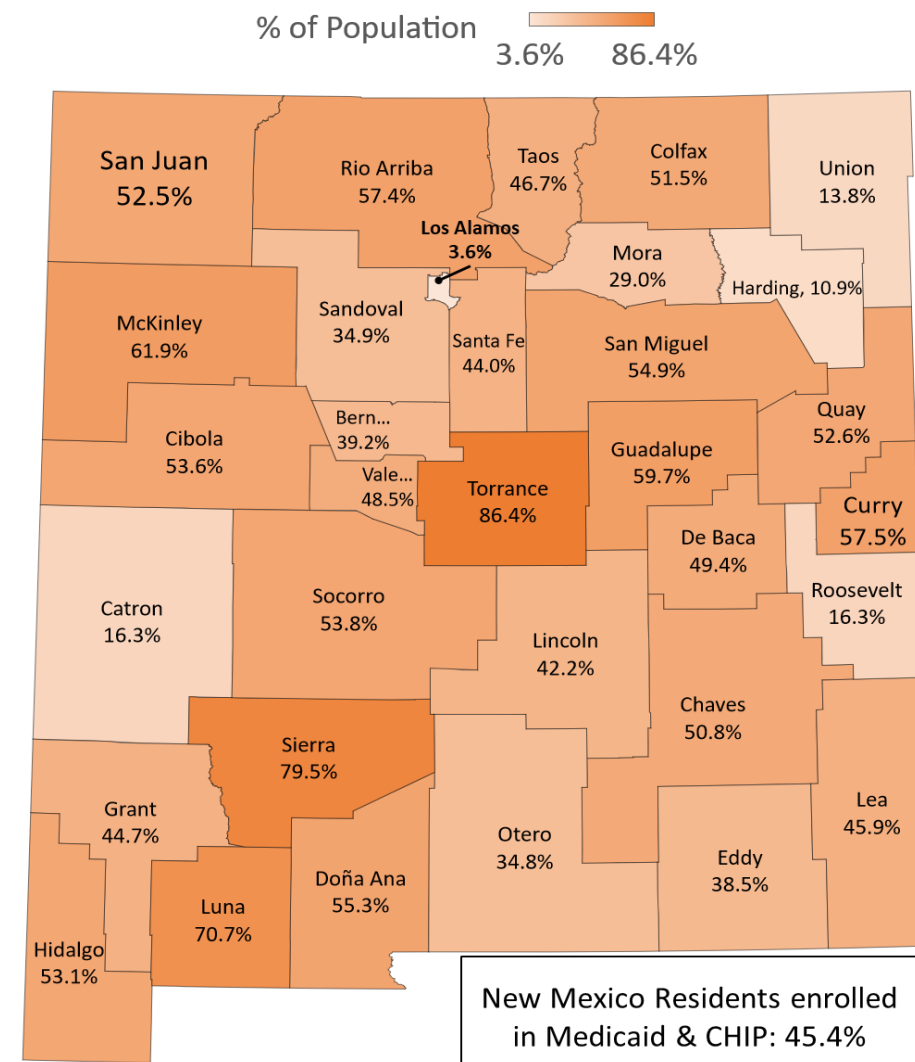 % of Population
3.6% 86.4%
San Juan
52.5%
Rio Arriba
57.4%
Taos
46.7%
Colfax
51.5%
Union
13.8%
Los Alamos
3.6%
Mora
29.0%
Harding, 10.9%
McKinley
61.9%
Sandoval
34.9%
Santa Fe
44.0%
San Miguel
54.9%
Quay
52.6%
Cibola
53.6%
Bern...
39.2%
Vale...
48.5%
Torrance
86.4%
Guadalupe
59.7%
Curry
57.5%
De Baca
49.4%
Roosevelt
16.3%
Catron
16.3%
Socorro
53.8%
Lincoln
42.2%
Chaves
50.8%
Sierra
79.5%
Grant
44.7%
Otero
34.8%
Lea
45.9%
Eddy
38.5%
Doña Ana
55.3%
Luna
70.7%
Hidalgo
53.1%
New Mexico Residents enrolled
in Medicaid & CHIP: 45.4%